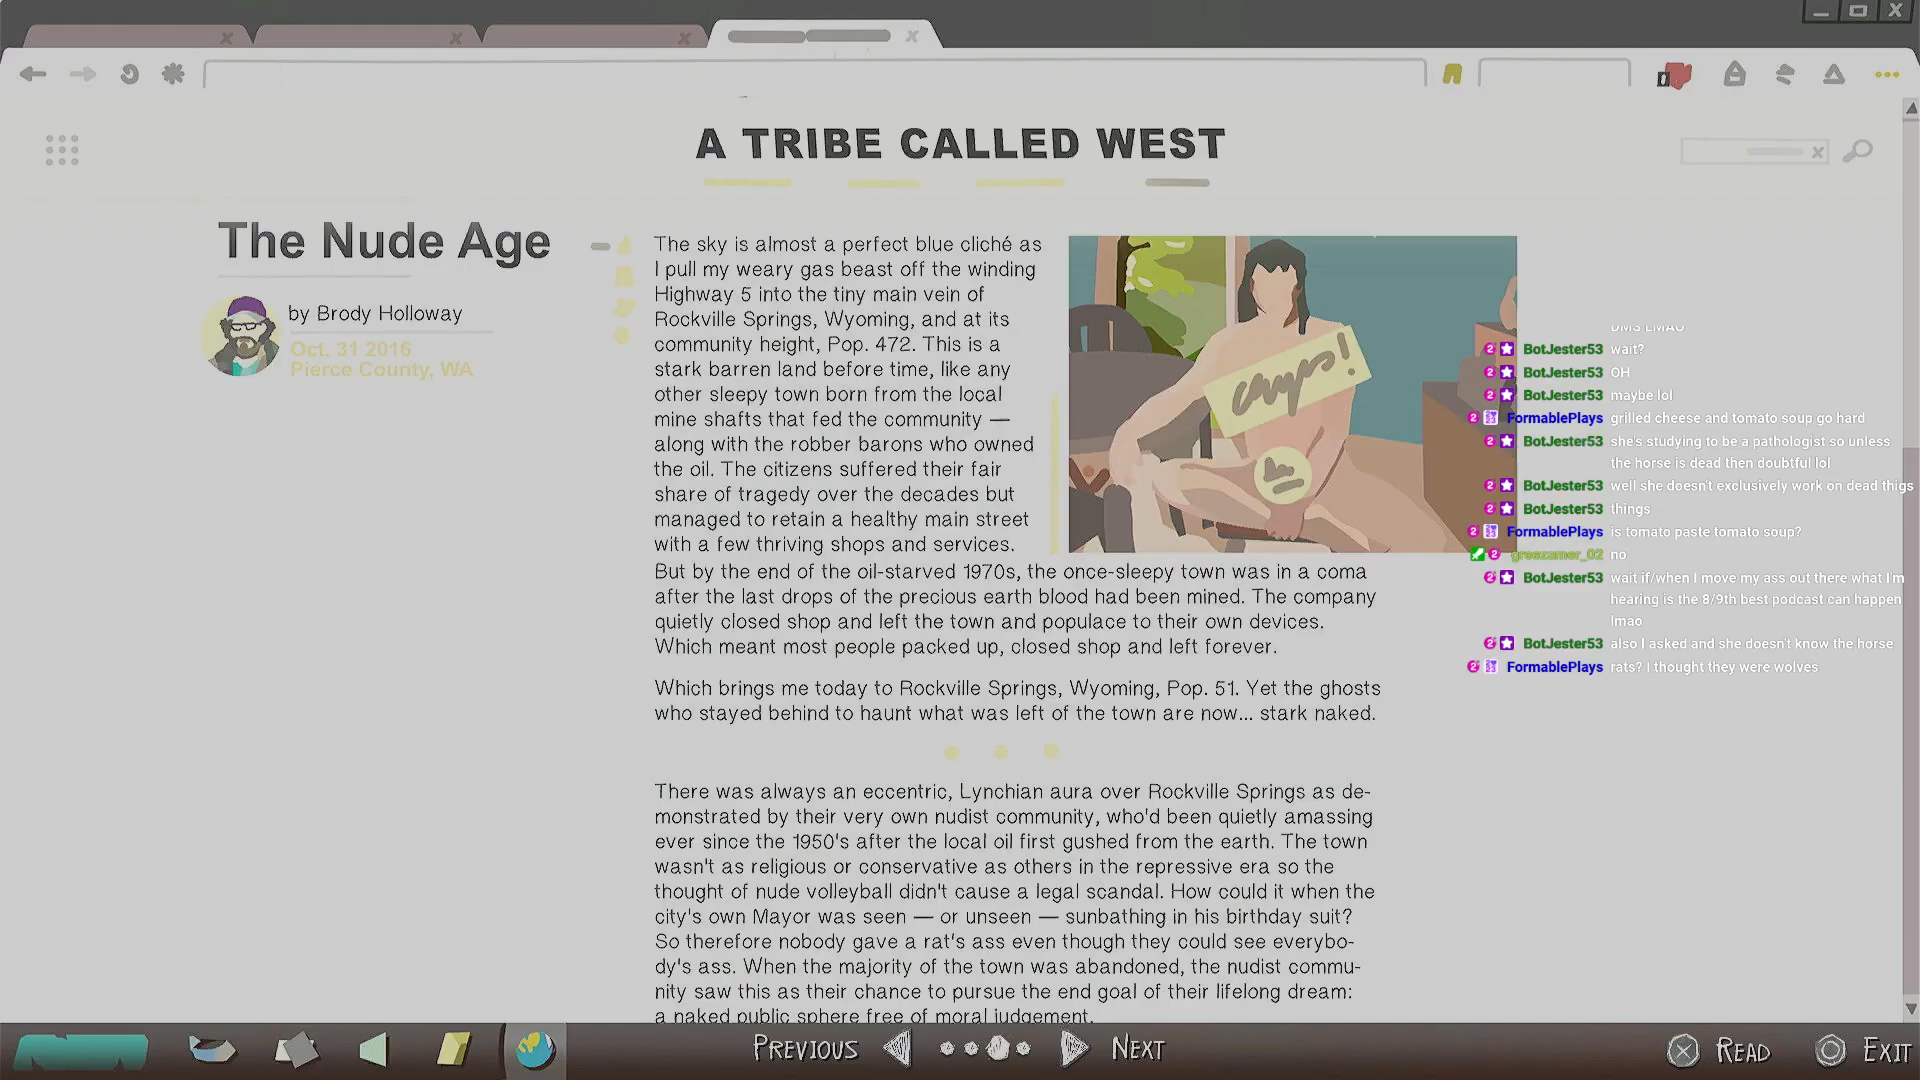 A TRIBE CALLED WEST
The Nude Age
by Brody Holloway
Oct. 31 2016
Pierce County, WA
The sky is almost a perfect blue cliché as
I pull my weary gas beast off the winding
Highway 5 into the tiny main vein of
Rockville Springs, Wyoming, and at its
community height, Pop. 472. This is a
stark barren land before time, like any
other sleepy town born from the local
mine shafts that fed the community —
along with the robber barons who owned
the oil. The citizens suffered their fair
share of tragedy over the decades but
managed to retain a healthy main street
with a few thriving shops and services.
But by the end of the oil-starved 1970s, the once-sleepy town was in a coma
after the last drops of the precious earth blood had been mined. The company
quietly closed shop and left the town and populace to their own devices.
Which meant most people packed up, closed shop and left forever.
Which brings me today to Rockville Springs, Wyoming, Pop. 51. Yet the ghosts
who stayed behind to haunt what was left of the town are now... stark naked.
There was always an eccentric, Lynchian aura over Rockville Springs as de-
monstrated by their very own nudist community, who'd been quietly amassing
ever since the 1950's after the local oil first gushed from the earth. The town
wasn't as religious or conservative as others in the repressive era so the
thought of nude volleyball didn't cause a legal scandal. How could it when the
city's own Mayor was seen — or unseen — sunbathing in his birthday suit?
So therefore nobody gave a rat's ass even though they could see everybo-
dy's ass. When the majority of the town was abandoned, the nudist commu-
nity saw this as their chance to pursue the end goal of their lifelong dream:
a naked public sphere free of moral judgement.
DMS LMAO
BotJester53 wait?
BotJester53 OH
BotJester53 maybe lol
FormablePlays grilled cheese and tomato soup go hard
BotJester53 she's studying to be a pathologist so unless
the horse is dead then doubtful lol
BotJester53 well she doesn't exclusively work on dead thigs
BotJester53 things
FormablePlays is tomato paste tomato soup?
greezamer_02 no
BotJester53 wait if/when I move my ass out there what I'm
hearing is the 8/9th best podcast can happen
lmao
BotJester53 also I asked and she doesn't know the horse
FormablePlays rats? I thought they were wolves
PREVIOUS NEXT READ EXIT